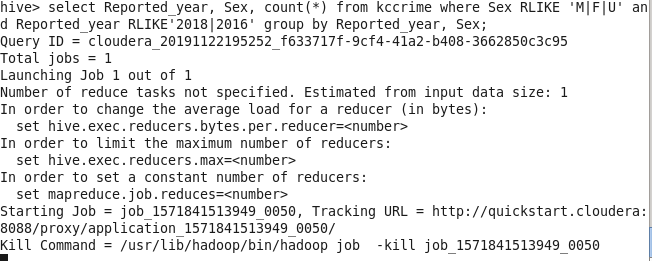 hive> select Reported_year, Sex, count(*) from kccrime where Sex RLIKE 'M|F|U' an
d Reported_year RLIKE'2018|2016' group by Reported_year, Sex;
Query ID = cloudera_20191122195252_f633717f-9cf4-41a2-b408-3662850c3c95
Total jobs = 1
Launching Job 1 out of 1
Number of reduce tasks not specified. Estimated from input data size: 1
In order to change the average load for a reducer (in bytes):
  set hive.exec.reducers.bytes.per.reducer=<number>
In order to limit the maximum number of reducers:
  set hive.exec.reducers.max=<number>
In order to set a constant number of reducers:
  set mapreduce.job.reduces=<number>
Starting Job = job_1571841513949_0050, Tracking URL = http://quickstart.cloudera:
8088/proxy/application_1571841513949_0050/
Kill Command = /usr/lib/hadoop/bin/hadoop job  -kill job_1571841513949_0050